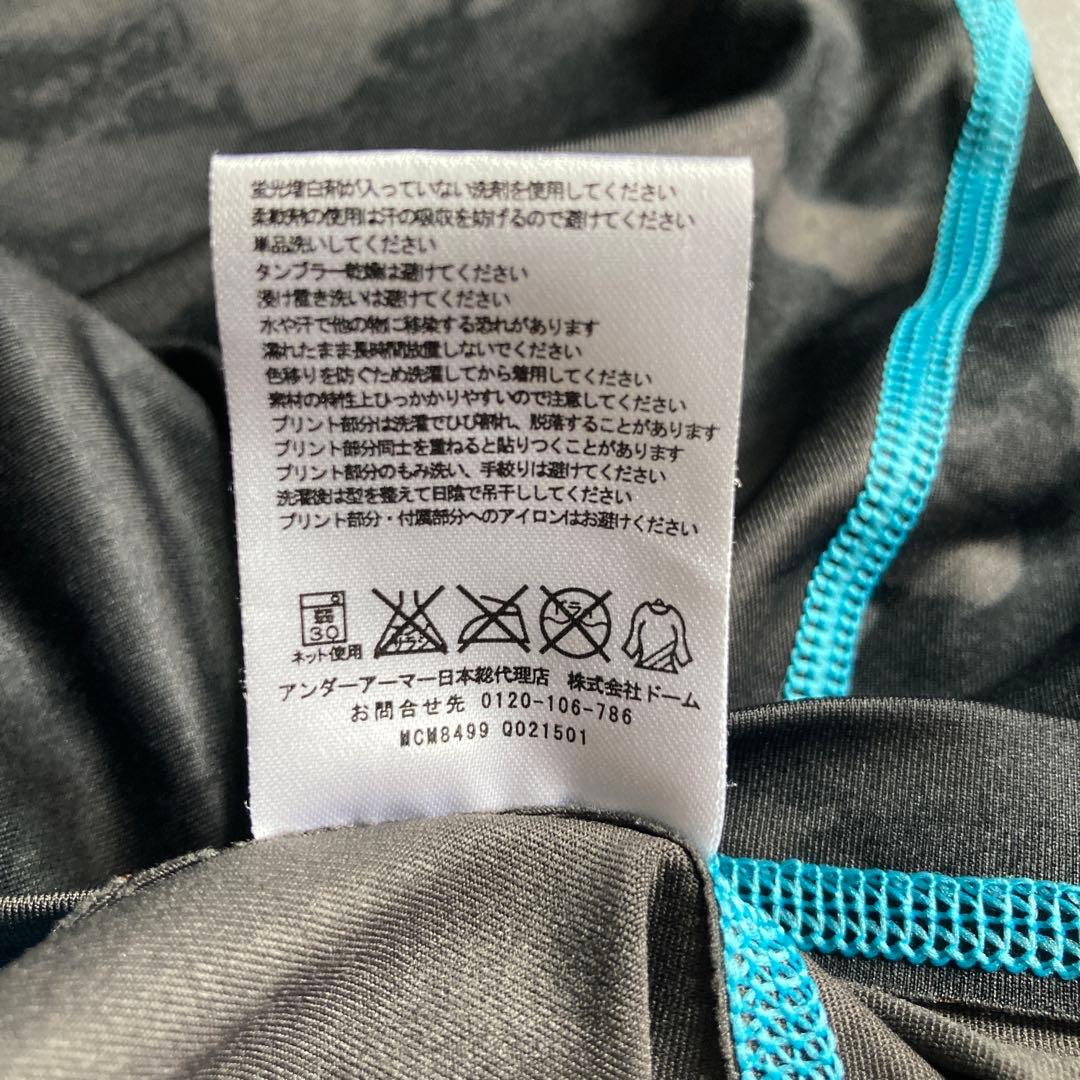 蛍光増白剤が入っていない洗剤を使用してください
柔軟剤の使用は汗の吸収を妨げるので避けてください
単品洗いしてください
タンブラー乾燥は避けてください
浸け置き洗いは避けてください
水や汗で他の物に移染する恐れがあります
濡れたまま長時間放置しないでください
色移りを防ぐため洗濯してから着用してください
素材の特性上ひっかかりやすいので注意してください
プリント部分は洗濯でひび割れ、脱落することがあります
プリント部分同士を重ねると貼りつくことがあります
プリント部分のもみ洗い、手絞りは避けてください
洗濯後は型を整えて日陰で吊干ししてください
プリント部分・付属部分へのアイロンはお避けください
弱
30
エンソ サラシ
ドライ
ネット使用
アンダーアーマー日本総代理店 株式会社ドーム
お問合せ先 0120-106-786
MCM8499 Q021501